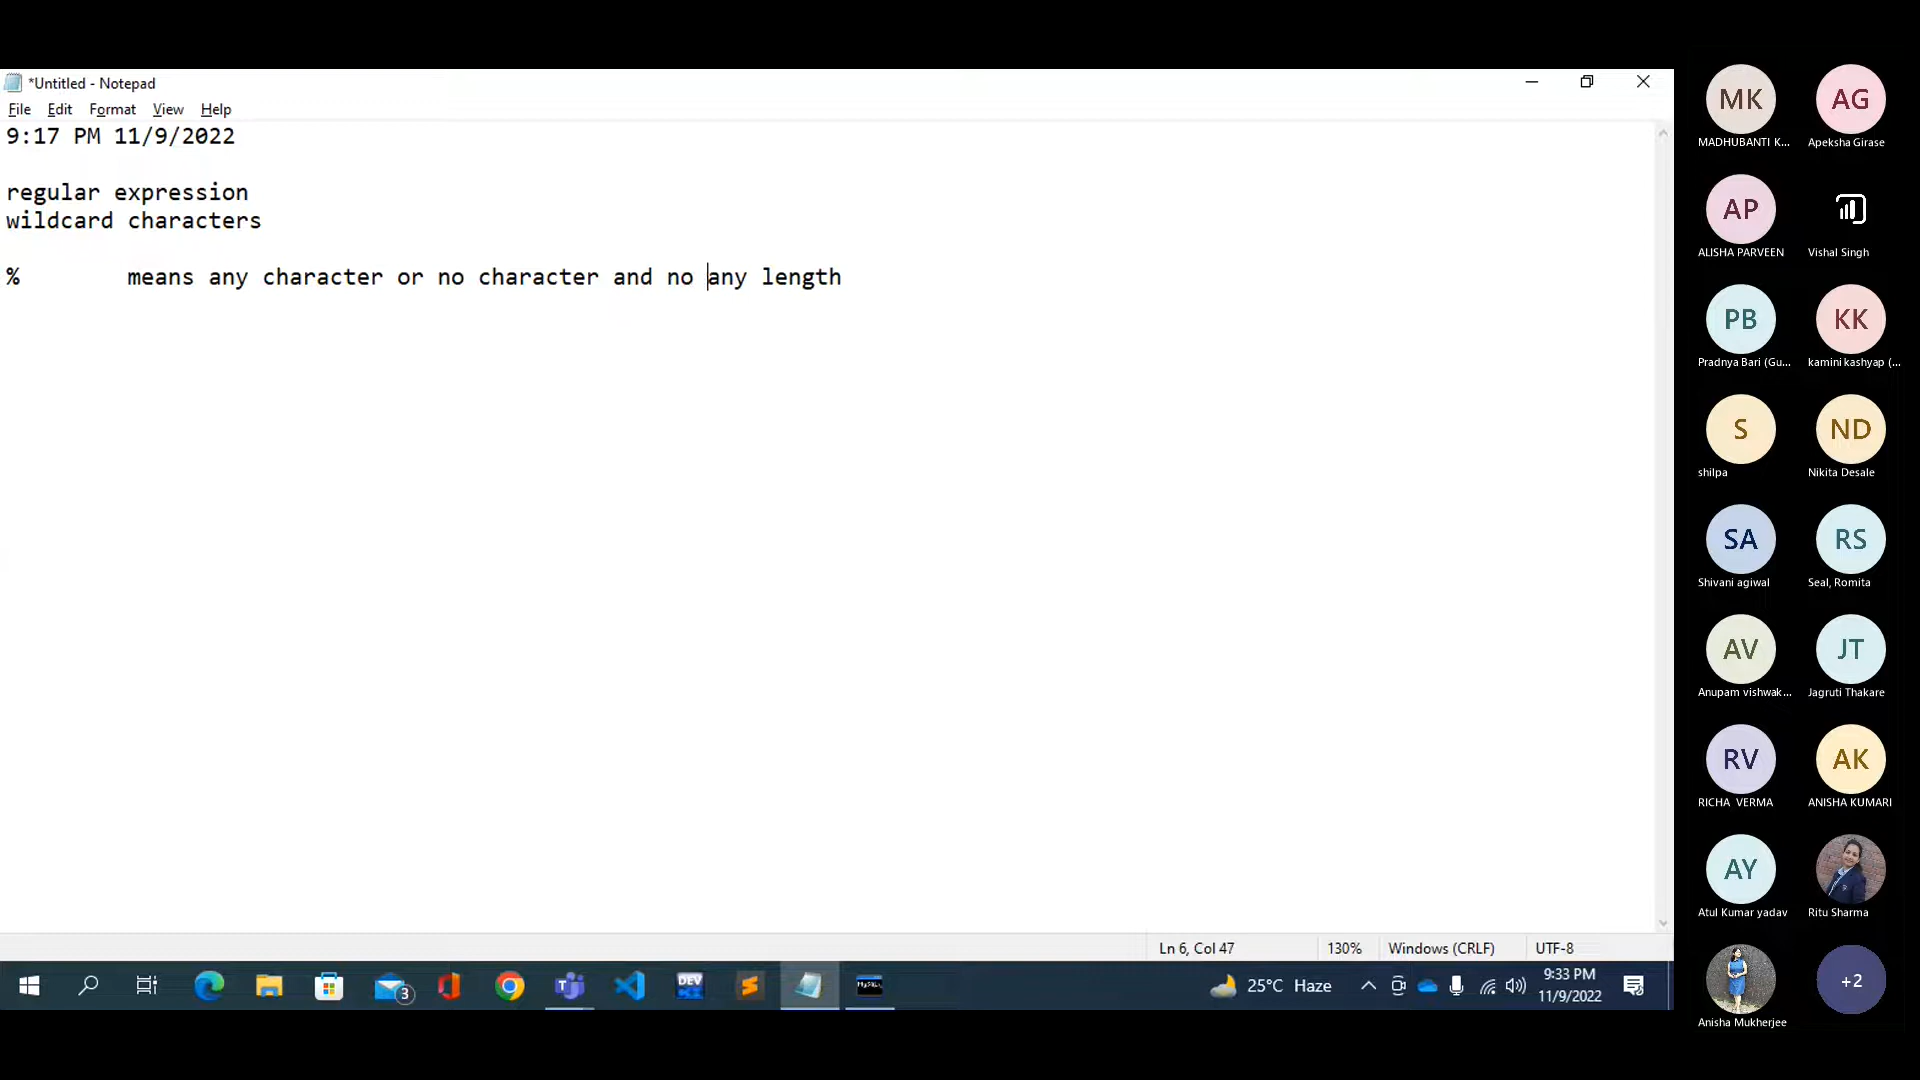 *Untitled - Notepad
File Edit Format View Help
9:17 PM 11/9/2022
regular expression
wildcard characters
% means any character or no character and no any length
Ln 6, Col 47 130% Windows (CRLF) UTF-8
3
DEV
MySQL
25°C Haze
9:33 PM
11/9/2022
MK AG
MADHUBANTI K... Apeksha Girase
AP
ALISHA PARVEEN Vishal Singh
PB KK
Pradnya Bari (Gu... kamini kashyap (...
S ND
shilpa Nikita Desale
SA RS
Shivani agiwal Seal, Romita
AV JT
Anupam vishwak... Jagruti Thakare
RV AK
RICHA VERMA ANISHA KUMARI
AY
Atul Kumar yadav Ritu Sharma
+2
Anisha Mukherjee